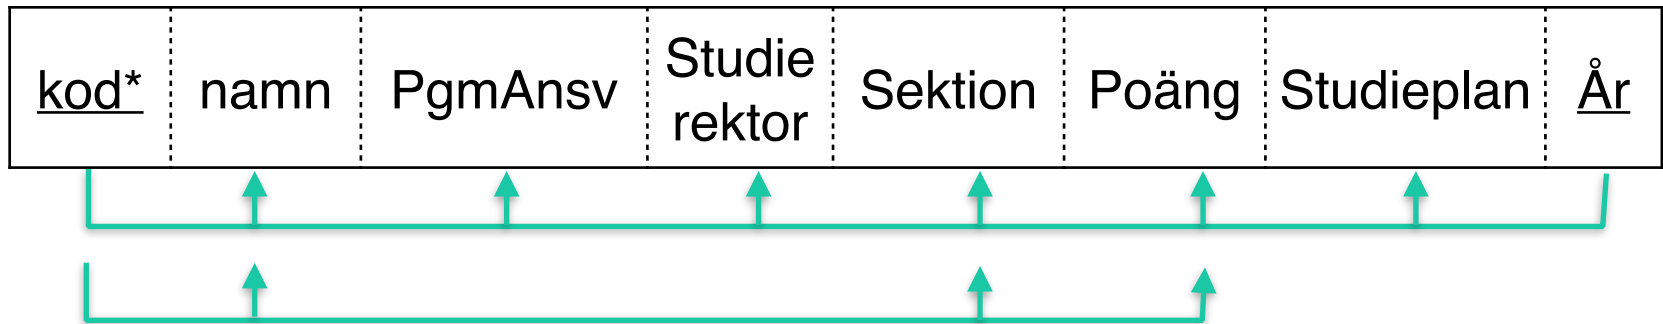 kod*
namn
PgmAnsv
Studie
rektor
Sektion
Poäng
Studieplan
År